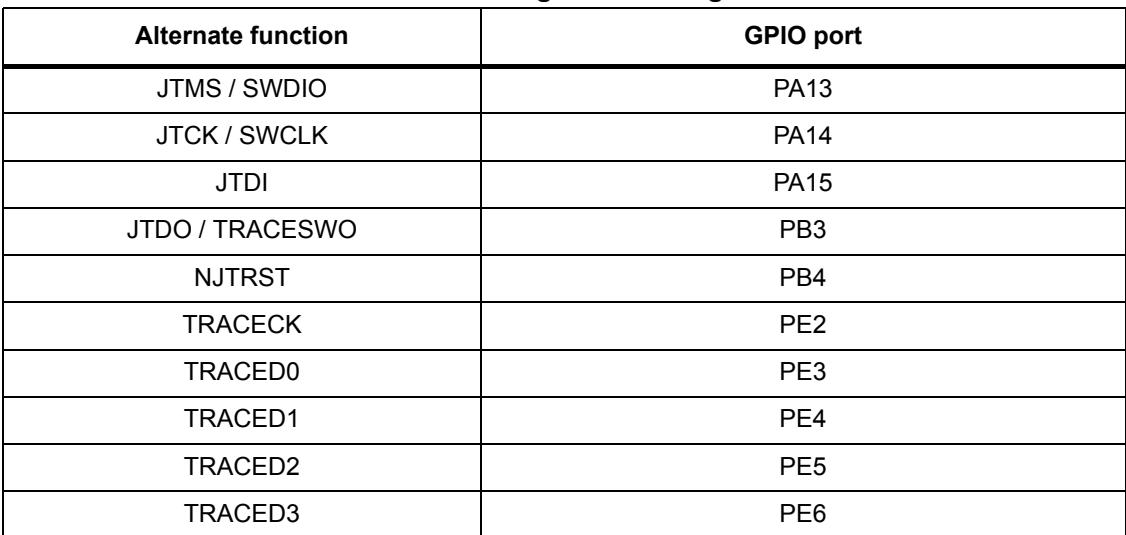 Alternate function GPIO port
JTMS / SWDIO PA13
JTCK / SWCLK PA14
JTDI PA15
JTDO / TRACESWO PB3
NJTRST PB4
TRACECK PE2
TRACED0 PE3
TRACED1 PE4
TRACED2 PE5
TRACED3 PE6